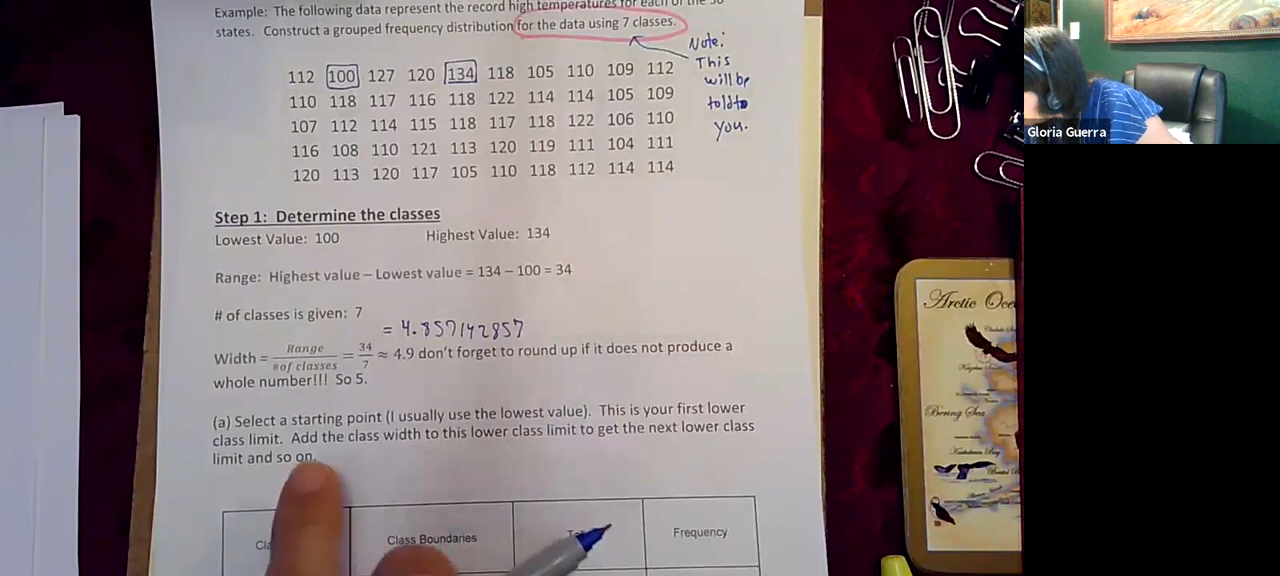 Example: The following data represent the record high temperatures for each of the 50
states. Construct a grouped frequency distribution for the data using 7 classes.
Note:
This
will be
told to
you.
112 100 127 120 134 118 105 110 109 112
110 118 117 116 118 122 114 114 105 109
107 112 114 115 118 117 118 122 106 110
116 108 110 121 113 120 119 111 104 111
120 113 120 117 105 110 118 112 114 114
Step 1: Determine the classes
Lowest Value: 100 Highest Value: 134
Range: Highest value – Lowest value = 134 – 100 = 34
# of classes is given: 7
= 4.857142857
Width = Range / # of classes = 34 / 7 ≈ 4.9 don't forget to round up if it does not produce a
whole number!!! So 5.
(a) Select a starting point (I usually use the lowest value). This is your first lower
class limit. Add the class width to this lower class limit to get the next lower class
limit and so on.
Class Boundaries Frequency
Gloria Guerra
Arctic Oce
Bering Sea